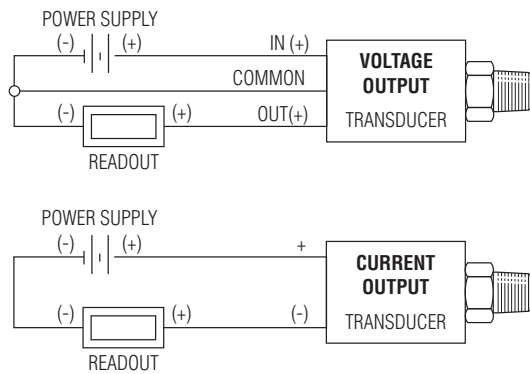 POWER SUPPLY
(-) (+) IN (+)
COMMON
(-) (+) OUT(+)
READOUT
VOLTAGE
OUTPUT
TRANSDUCER
POWER SUPPLY
(-) (+) +
(-) (+) (-)
READOUT
CURRENT
OUTPUT
TRANSDUCER